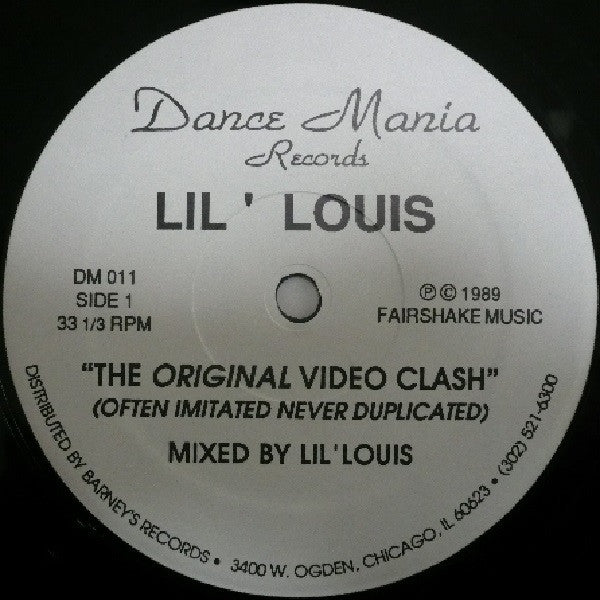 Dance Mania
Records
LIL' LOUIS
DM 011
SIDE 1
33 1/3 RPM
℗ © 1989
FAIRSHAKE MUSIC
"THE ORIGINAL VIDEO CLASH"
(OFTEN IMITATED NEVER DUPLICATED)
MIXED BY LIL'LOUIS
DISTRIBUTED BY BARNEY'S RECORDS • 3400 W. OGDEN, CHICAGO, IL 60623 • (302) 521-6300